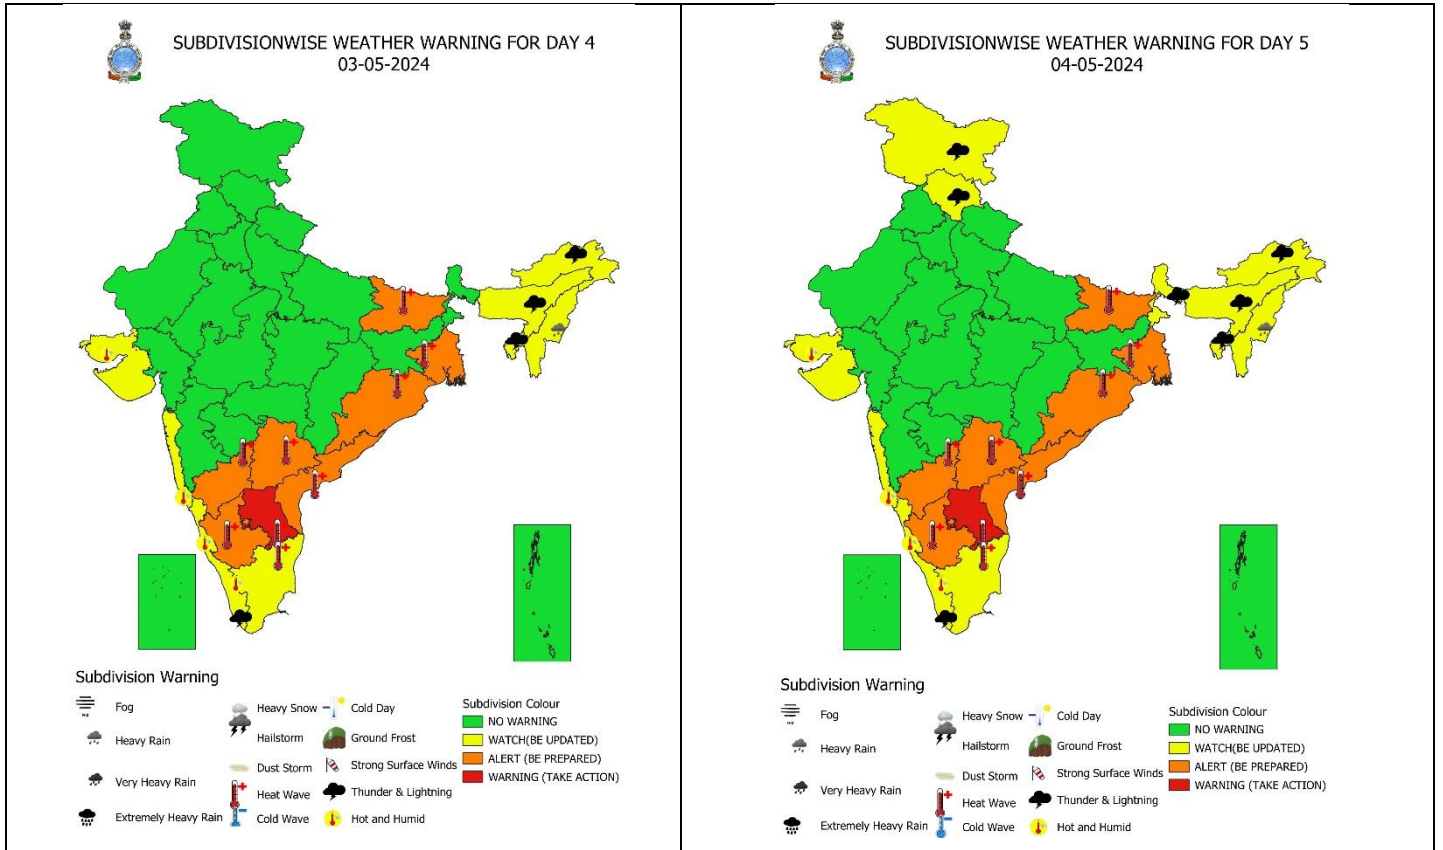 SUBDIVISIONWISE WEATHER WARNING FOR DAY 4
03-05-2024
Subdivision Warning
Fog
Heavy Rain
Very Heavy Rain
Extremely Heavy Rain
Heavy Snow
Hailstorm
Dust Storm
Heat Wave
Cold Wave
Cold Day
Ground Frost
Strong Surface Winds
Thunder & Lightning
Hot and Humid
Subdivision Colour
NO WARNING
WATCH(BE UPDATED)
ALERT (BE PREPARED)
WARNING (TAKE ACTION)
SUBDIVISIONWISE WEATHER WARNING FOR DAY 5
04-05-2024
Subdivision Warning
Fog
Heavy Rain
Very Heavy Rain
Extremely Heavy Rain
Heavy Snow
Hailstorm
Dust Storm
Heat Wave
Cold Wave
Cold Day
Ground Frost
Strong Surface Winds
Thunder & Lightning
Hot and Humid
Subdivision Colour
NO WARNING
WATCH(BE UPDATED)
ALERT (BE PREPARED)
WARNING (TAKE ACTION)